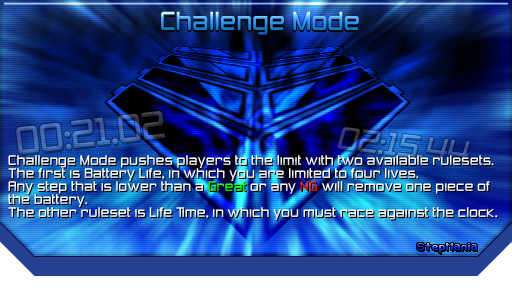 Challenge Mode
00:21.02
02:15.44
Challenge Mode pushes players to the limit with two available rulesets.
The first is Battery Life, in which you are limited to four lives.
Any step that is lower than a Great or any NG will remove one piece of
the battery.
The other ruleset is Life Time, in which you must race against the clock.
StepMania